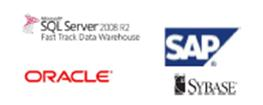 Microsoft
SQL Server 2008 R2
Fast Track Data Warehouse
SAP
ORACLE
SYBASE